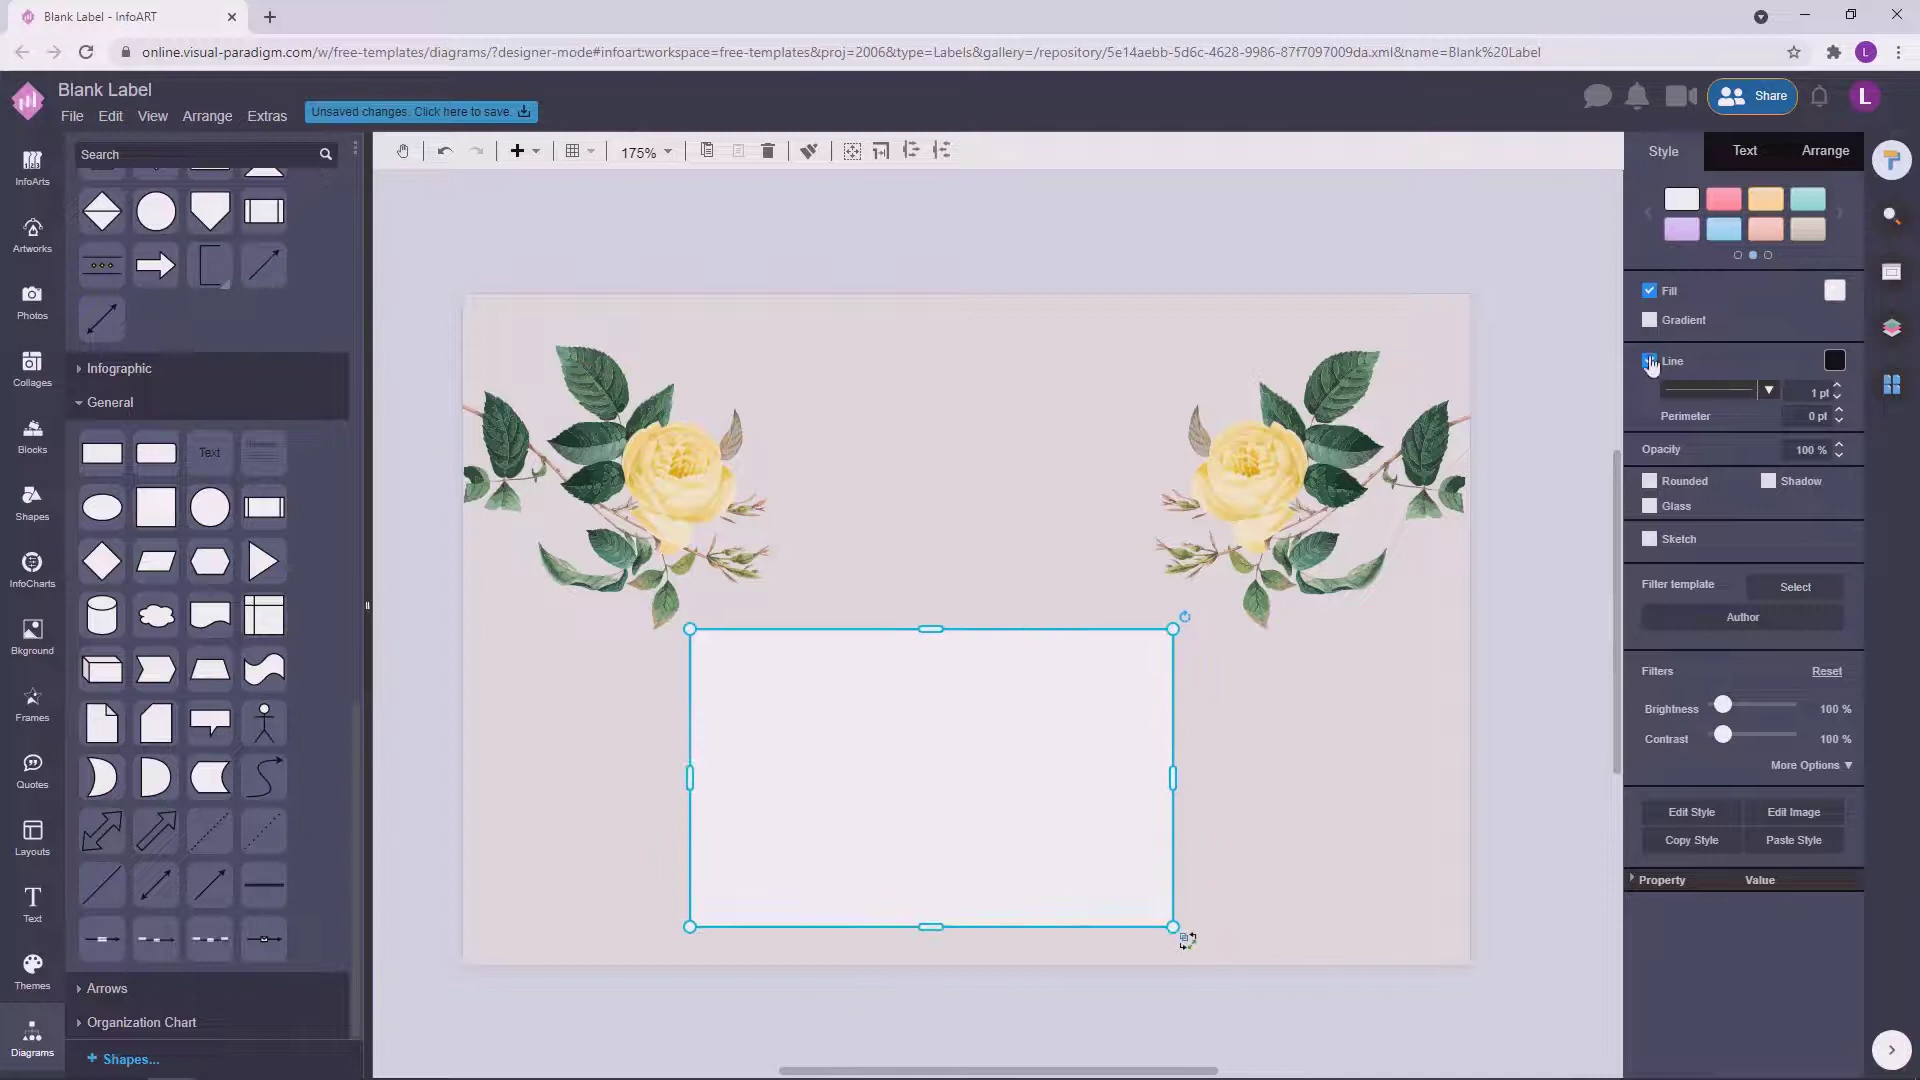 Blank Label - InfoART
online.visual-paradigm.com/w/free-templates/diagrams/?designer-mode#infoart:workspace=free-templates&proj=2006&type=Labels&gallery=/repository/5e14aebb-5d6c-4628-9986-87f7097009da.xml&name=Blank%20Label
L
Blank Label
File Edit View Arrange Extras
Unsaved changes. Click here to save.
Share
L
InfoArts
Artworks
Photos
Collages
Blocks
Shapes
InfoCharts
Bkground
Frames
Quotes
Layouts
Text
Themes
Diagrams
Search
Infographic
General
Text
Arrows
Organization Chart
+ Shapes...
175%
Style Text Arrange
Fill
Gradient
Line
1 pt
Perimeter 0 pt
Opacity 100 %
Rounded Shadow
Glass
Sketch
Filter template Select
Author
Filters Reset
Brightness 100 %
Contrast 100 %
More Options
Edit Style Edit Image
Copy Style Paste Style
Property Value